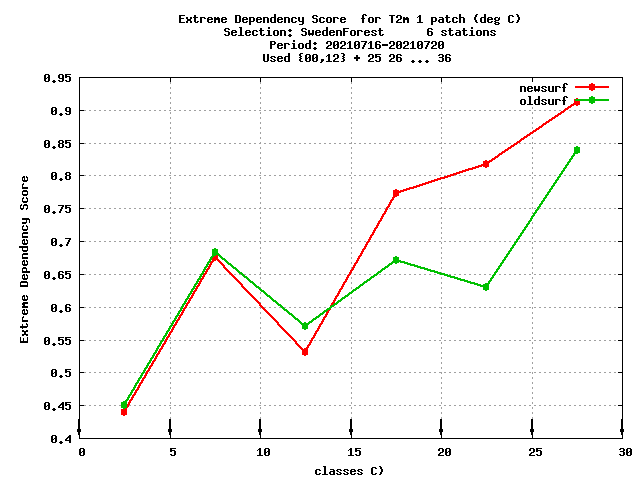 Extreme Dependency Score  for T2m 1 patch (deg C)
Selection: SwedenForest      6 stations
Period: 20210716-20210720
Used {00,12} + 25 26 ... 36
newsurf
oldsurf
Extreme Dependency Score
0.95
0.9
0.85
0.8
0.75
0.7
0.65
0.6
0.55
0.5
0.45
0.4
0 5 10 15 20 25 30
classes C)